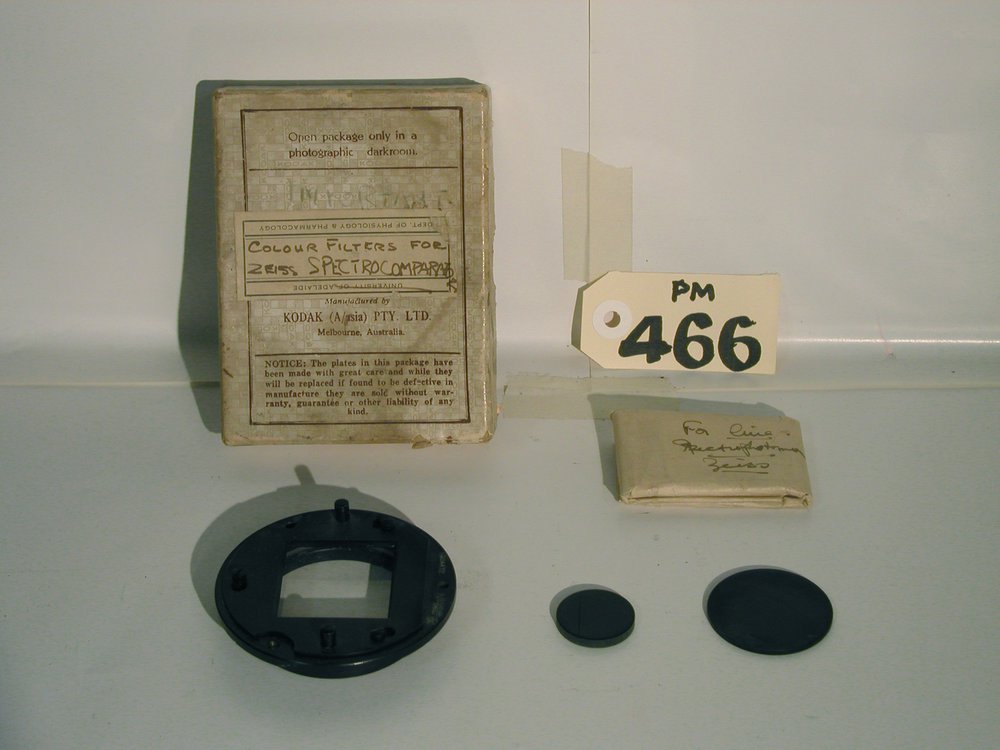 Open package only in a
photographic darkroom.
IMPORTANT
DEPT. OF PHYSIOLOGY & PHARMACOLOGY
COLOUR FILTERS FOR
ZEISS SPECTROCOMPARATOR
UNIVERSITY OF ADELAIDE
Manufactured by
KODAK (A/asia) PTY. LTD.
Melbourne, Australia.
NOTICE: The plates in this package have
been made with great care and while they
will be replaced if found to be defective in
manufacture they are sold without war-
ranty, guarantee or other liability of any
kind.
PM
466
For
Zeiss